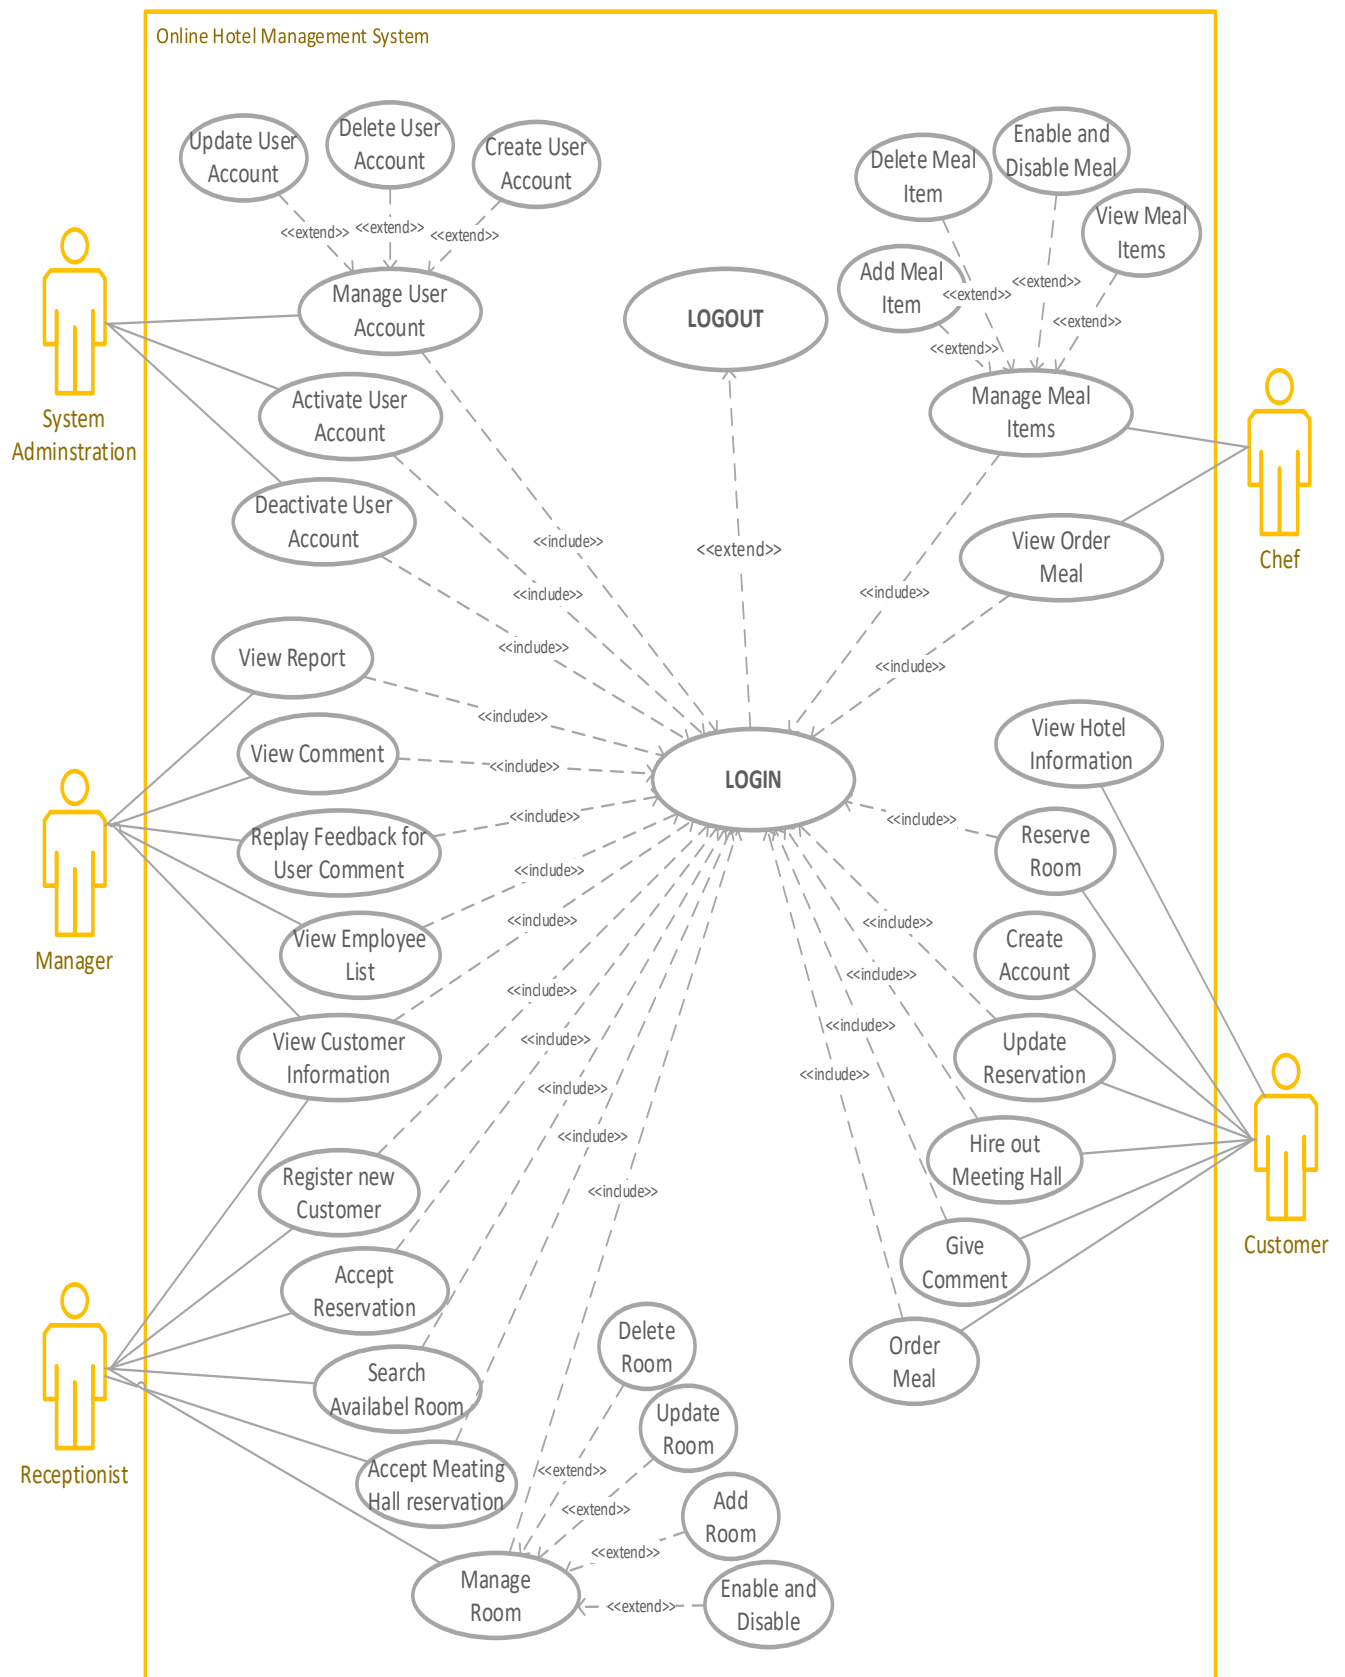 Online Hotel Management System
Update User
Account
Delete User
Account
Create User
Account
<<extend>>
<<extend>>
<<extend>>
Manage User
Account
System
Adminstration
Activate User
Account
Deactivate User
Account
<<include>>
<<include>>
<<include>>
LOGOUT
<<extend>>
Delete Meal
Item
Enable and
Disable Meal
View Meal
Items
Add Meal
Item
<<extend>>
<<extend>>
<<extend>>
<<extend>>
Manage Meal
Items
View Order
Meal
Chef
<<include>>
<<include>>
View Report
View Comment
Replay Feedback for
User Comment
View Employee
List
View Customer
Information
Manager
<<include>>
<<include>>
<<include>>
<<include>>
<<include>>
LOGIN
View Hotel
Information
Reserve
Room
Create
Account
Update
Reservation
Hire out
Meeting Hall
Give
Comment
Order
Meal
Customer
<<include>>
<<include>>
<<include>>
<<include>>
<<include>>
<<include>>
<<include>>
<<include>>
<<include>>
<<include>>
Register new
Customer
Accept
Reservation
Search
Availabel Room
Accept Meating
Hall reservation
Manage
Room
Receptionist
Delete
Room
Update
Room
Add
Room
Enable and
Disable
<<extend>>
<<extend>>
<<extend>>
<<extend>>